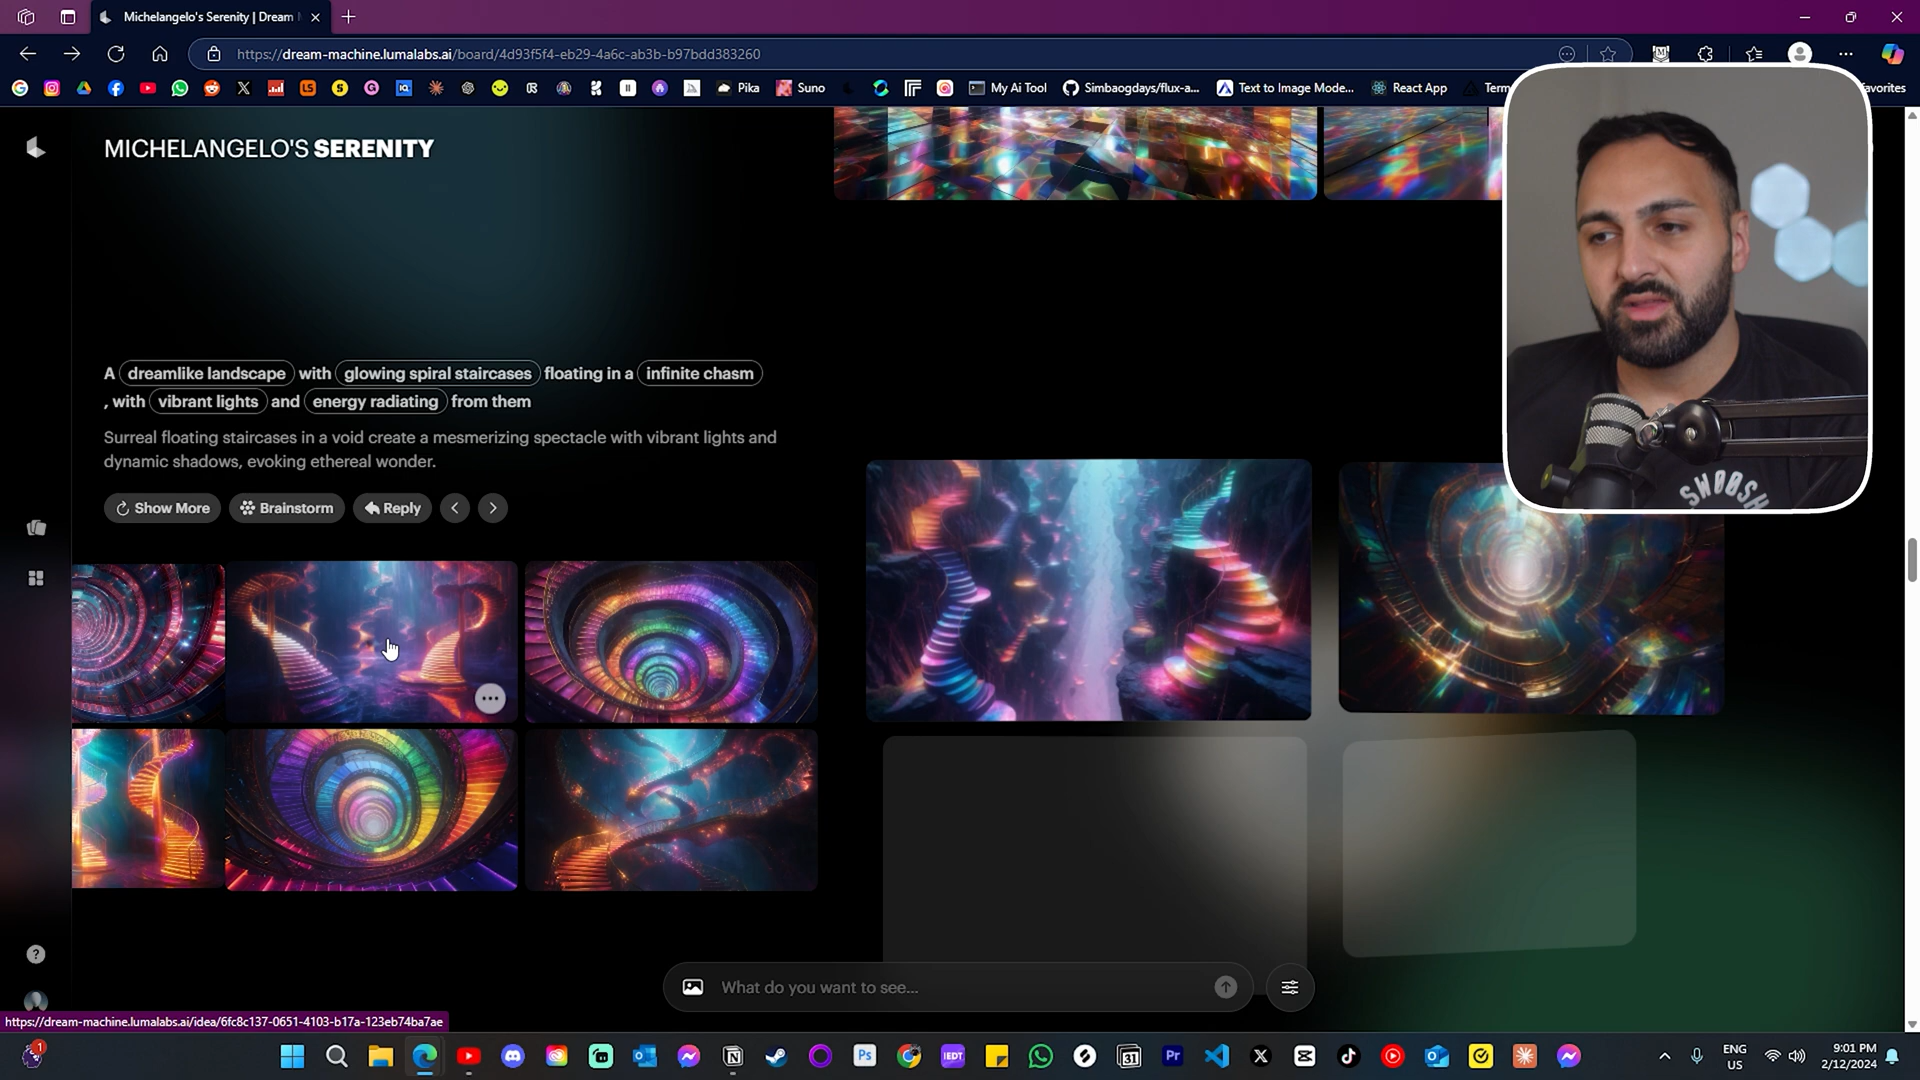 Michelangelo's Serenity | Dream
https://dream-machine.lumalabs.ai/board/4d93f5f4-eb29-4a6c-ab3b-b97bdd383260
Pika
Suno
My Ai Tool
Simbaogdays/flux-a...
Text to Image Mode...
React App
Term
avorites
MICHELANGELO'S SERENITY
A dreamlike landscape with glowing spiral staircases floating in a infinite chasm
, with vibrant lights and energy radiating from them
Surreal floating staircases in a void create a mesmerizing spectacle with vibrant lights and
dynamic shadows, evoking ethereal wonder.
Show More
Brainstorm
Reply
SWOOSH
What do you want to see...
https://dream-machine.lumalabs.ai/idea/6fc8c137-0651-4103-b17a-123eb74ba7ae
ENG
US
9:01 PM
2/12/2024